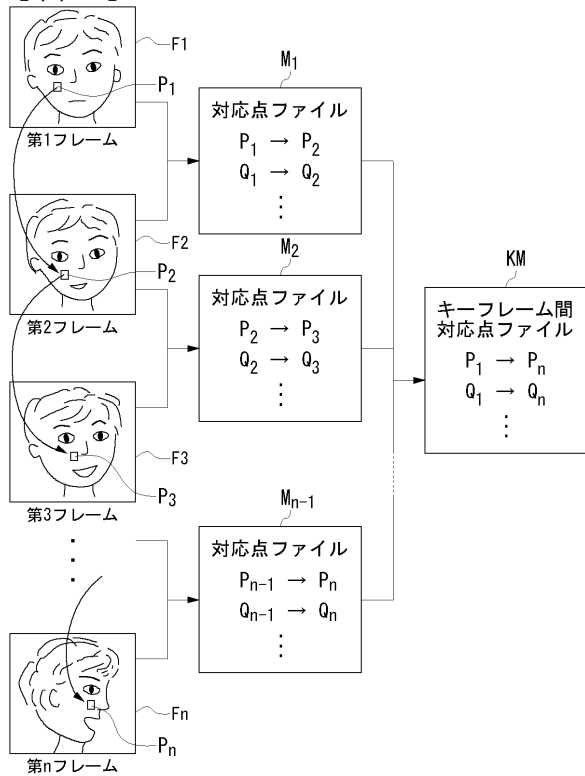 F1
P1
第1フレーム
F2
P2
第2フレーム
F3
P3
第3フレーム
Fn
Pn
第nフレーム
M1
対応点ファイル
P1 → P2
Q1 → Q2
⋮
M2
対応点ファイル
P2 → P3
Q2 → Q3
⋮
Mn-1
対応点ファイル
Pn-1 → Pn
Qn-1 → Qn
⋮
KM
キーフレーム間
対応点ファイル
P1 → Pn
Q1 → Qn
⋮